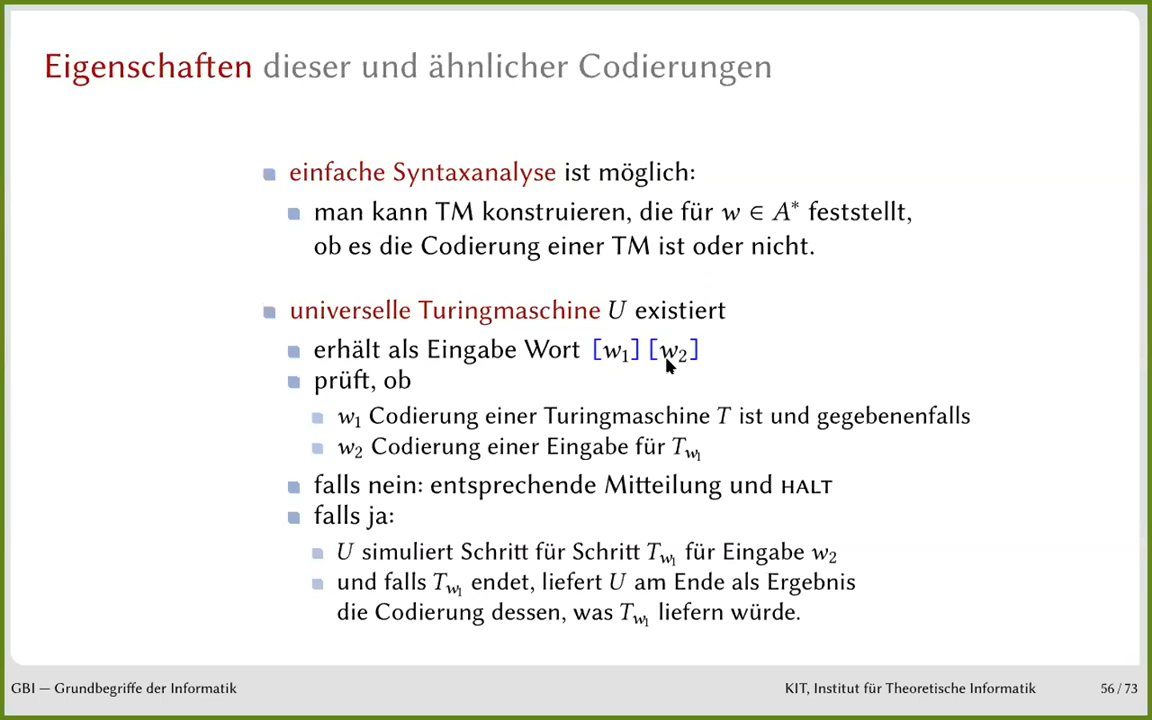 Eigenschaften dieser und ähnlicher Codierungen
einfache Syntaxanalyse ist möglich:
man kann TM konstruieren, die für w ∈ A* feststellt,
ob es die Codierung einer TM ist oder nicht.
universelle Turingmaschine U existiert
erhält als Eingabe Wort [w₁] [w₂]
prüft, ob
w₁ Codierung einer Turingmaschine T ist und gegebenenfalls
w₂ Codierung einer Eingabe für T_w₁
falls nein: entsprechende Mitteilung und HALT
falls ja:
U simuliert Schritt für Schritt T_w₁ für Eingabe w₂
und falls T_w₁ endet, liefert U am Ende als Ergebnis
die Codierung dessen, was T_w₁ liefern würde.
GBI — Grundbegriffe der Informatik
KIT, Institut für Theoretische Informatik
56 / 73